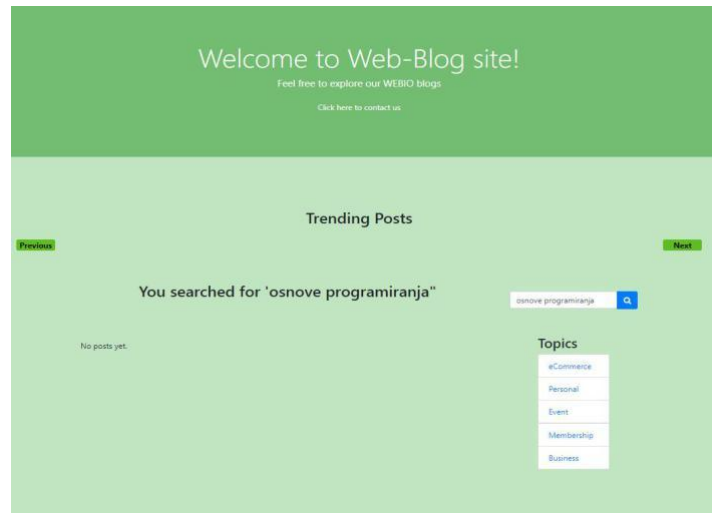 Welcome to Web-Blog site!
Feel free to explore our WEBIO blogs
Click here to contact us
Trending Posts
Previous
Next
You searched for 'osnove programiranja"
osnove programiranja
No posts yet.
Topics
eCommerce
Personal
Event
Membership
Business